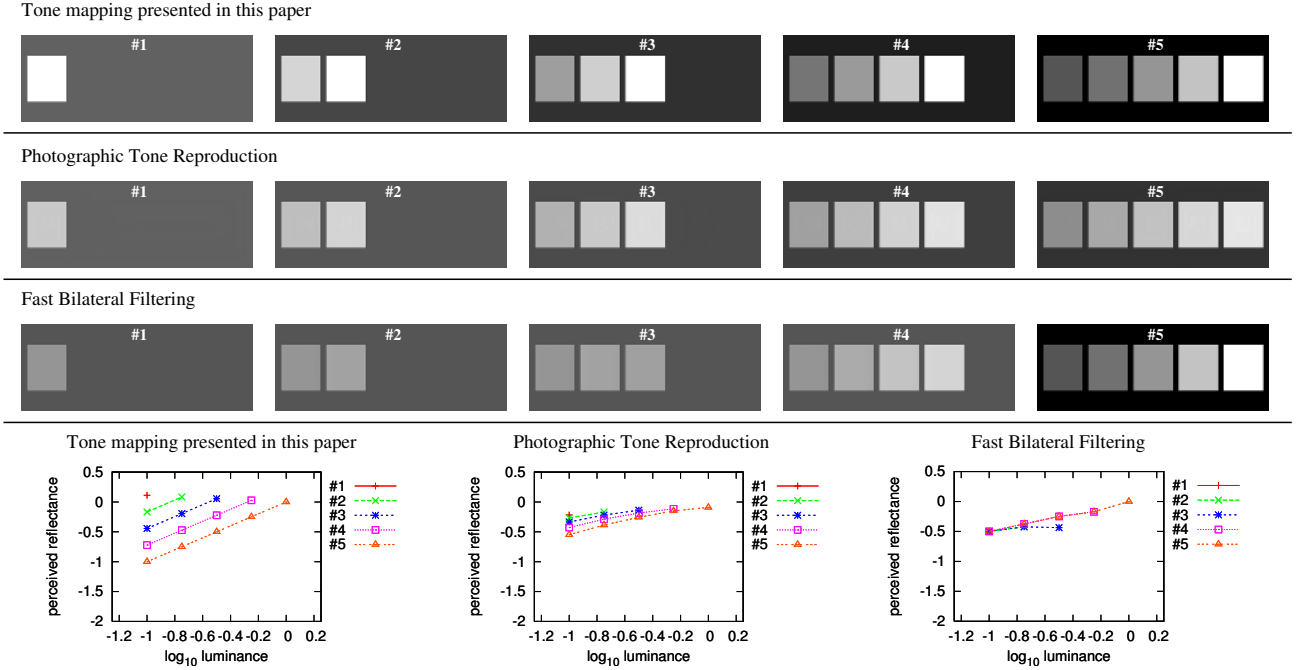 Tone mapping presented in this paper
#1 #2 #3 #4 #5
Photographic Tone Reproduction
#1 #2 #3 #4 #5
Fast Bilateral Filtering
#1 #2 #3 #4 #5
Tone mapping presented in this paper
perceived reflectance
0.5
0
-0.5
-1
-1.5
-2
-1.2 -1 -0.8 -0.6 -0.4 -0.2 0 0.2
log10 luminance
#1
#2
#3
#4
#5
Photographic Tone Reproduction
perceived reflectance
0.5
0
-0.5
-1
-1.5
-2
-1.2 -1 -0.8 -0.6 -0.4 -0.2 0 0.2
log10 luminance
#1
#2
#3
#4
#5
Fast Bilateral Filtering
perceived reflectance
0.5
0
-0.5
-1
-1.5
-2
-1.2 -1 -0.8 -0.6 -0.4 -0.2 0 0.2
log10 luminance
#1
#2
#3
#4
#5